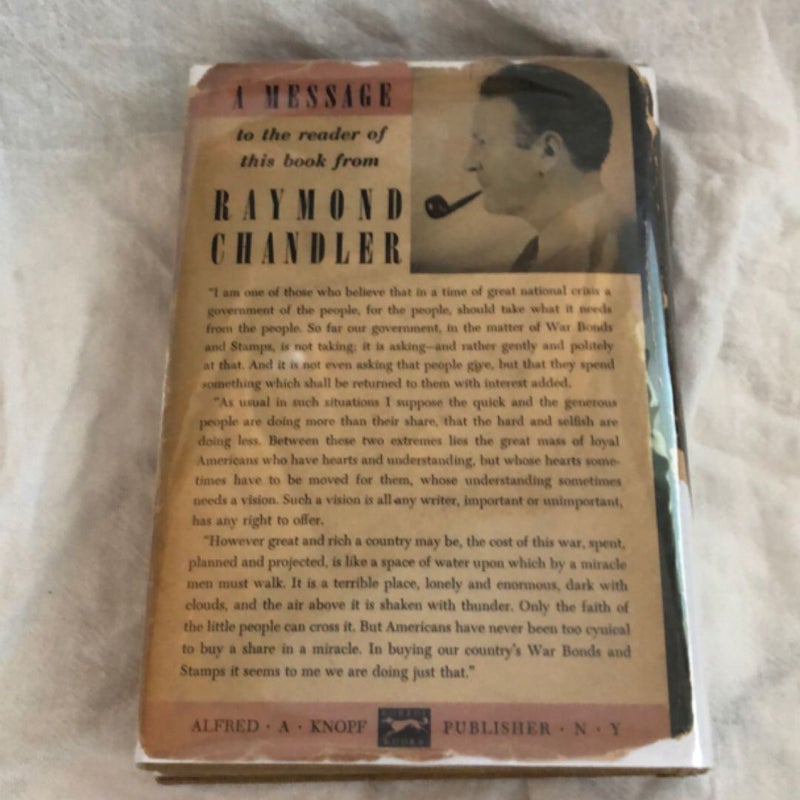 A MESSAGE
to the reader of
this book from
RAYMOND
CHANDLER
"I am one of those who believe that in a time of great national crisis a
government of the people, for the people, should take what it needs
from the people. So far our government, in the matter of War Bonds
and Stamps, is not taking; it is asking—and rather gently and politely
at that. And it is not even asking that people give, but that they spend
something which shall be returned to them with interest added.
"As usual in such situations I suppose the quick and the generous
people are doing more than their share, that the hard and selfish are
doing less. Between these two extremes lies the great mass of loyal
Americans who have hearts and understanding, but whose hearts some-
times have to be moved for them, whose understanding sometimes
needs a vision. Such a vision is all any writer, important or unimportant,
has any right to offer.
"However great and rich a country may be, the cost of this war, spent,
planned and projected, is like a space of water upon which by a miracle
men must walk. It is a terrible place, lonely and enormous, dark with
clouds, and the air above it is shaken with thunder. Only the faith of
the little people can cross it. But Americans have never been too cynical
to buy a share in a miracle. In buying our country's War Bonds and
Stamps it seems to me we are doing just that."
ALFRED · A · KNOPF BORZOI BOOKS PUBLISHER · N · Y